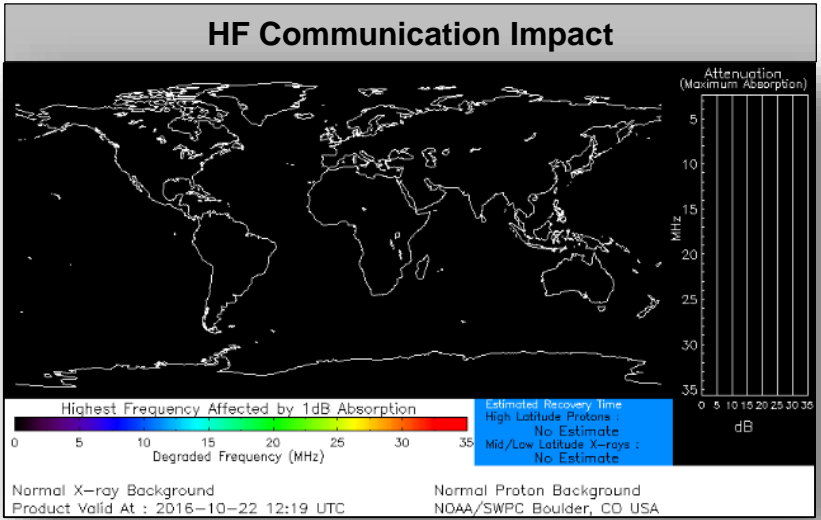 HF Communication Impact
Attenuation
(Maximum Absorption)
5
10
15
20
25
30
35
MHz
0 5 10 15 20 25 30 35
dB
Highest Frequency Affected by 1dB Absorption
0 5 10 15 20 25 30 35
Degraded Frequency (MHz)
Estimated Recovery Time
High Latitude Protons :
No Estimate
Mid/Low Latitude X-rays :
No Estimate
Normal X-ray Background
Normal Proton Background
Product Valid At : 2016-10-22 12:19 UTC
NOAA/SWPC Boulder, CO USA